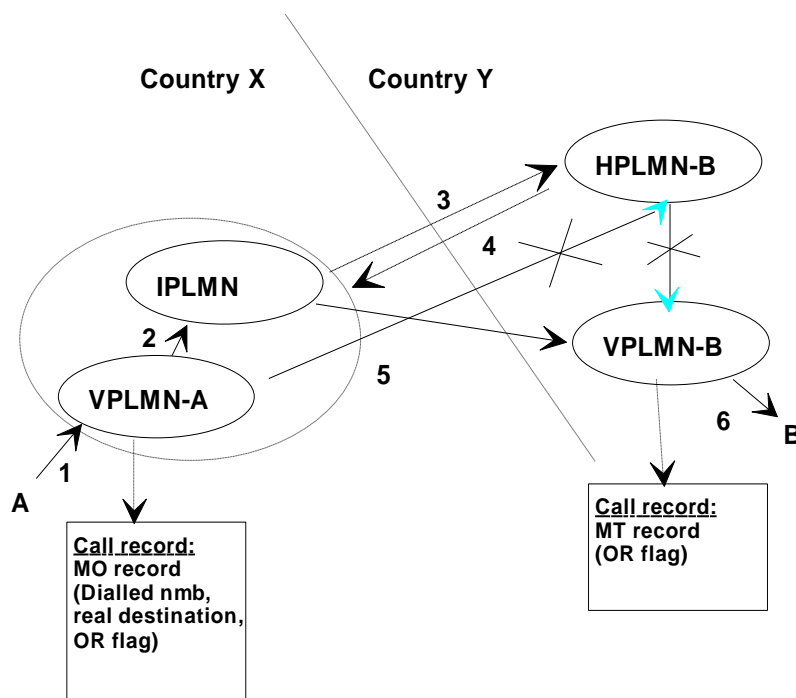 Country X
Country Y
HPLMN-B
3
4
IPLMN
2
VPLMN-B
5
VPLMN-A
6
B
1
A
Call record:
MO record
(Dialled nmb,
real destination,
OR flag)
Call record:
MT record
(OR flag)